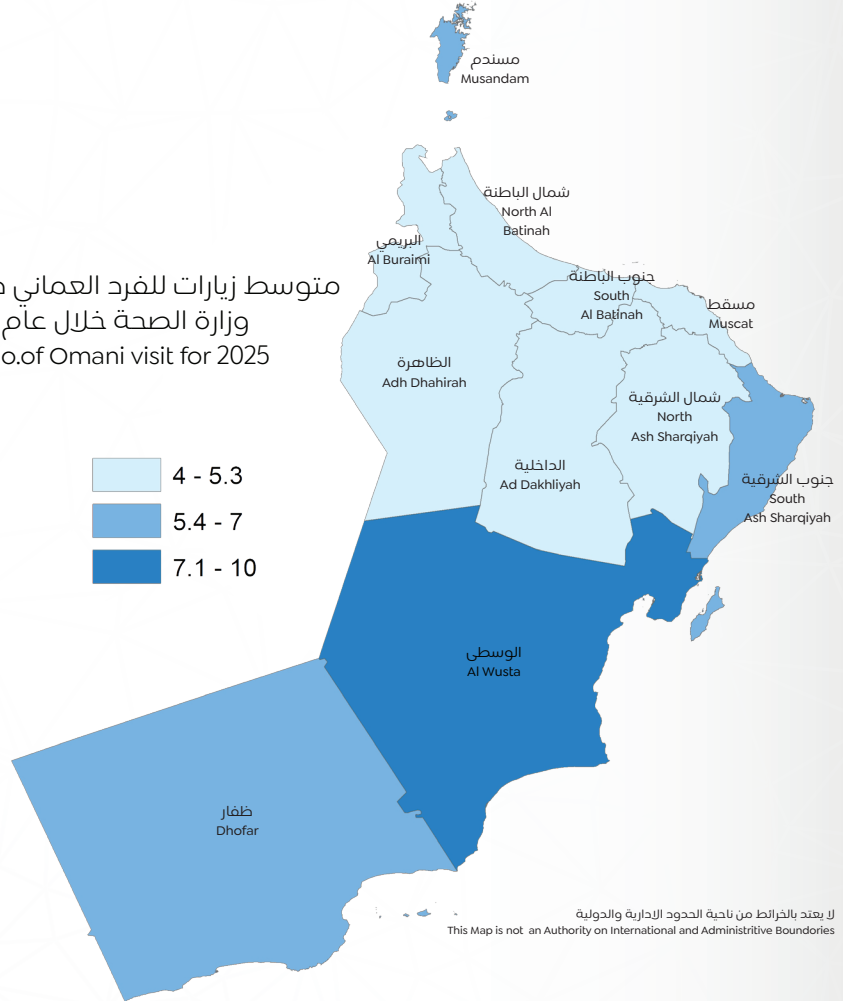 مسندم
Musandam
شمال الباطنة
North Al
Batinah
البريمي
Al Buraimi
جنوب الباطنة
South
Al Batinah
مسقط
Muscat
متوسط زيارات للفرد العماني
وزارة الصحة خلال عام
o.of Omani visit for 2025
الظاهرة
Adh Dhahirah
شمال الشرقية
North
Ash Sharqiyah
الداخلية
Ad Dakhliyah
جنوب الشرقية
South
Ash Sharqiyah
4 - 5.3
5.4 - 7
7.1 - 10
الوسطى
Al Wusta
ظفار
Dhofar
لا يعتد بالخرائط من ناحية الحدود الادارية والدولية
This Map is not an Authority on International and Administritive Boundories